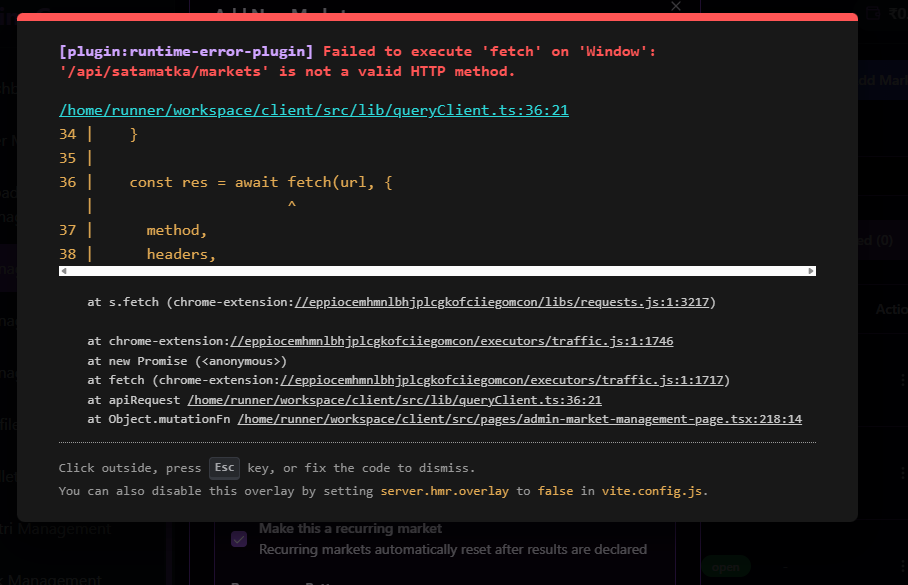 Add New Market
[plugin:runtime-error-plugin] Failed to execute 'fetch' on 'Window':
'/api/satamatka/markets' is not a valid HTTP method.
/home/runner/workspace/client/src/lib/queryClient.ts:36:21
34 |    }
35 |
36 |    const res = await fetch(url, {
|                      ^
37 |      method,
38 |      headers,
at s.fetch (chrome-extension://eppiocemhmnlbhjplcgkofciiegomcon/libs/requests.js:1:3217)
at chrome-extension://eppiocemhmnlbhjplcgkofciiegomcon/executors/traffic.js:1:1746
at new Promise (<anonymous>)
at fetch (chrome-extension://eppiocemhmnlbhjplcgkofciiegomcon/executors/traffic.js:1:1717)
at apiRequest /home/runner/workspace/client/src/lib/queryClient.ts:36:21
at Object.mutationFn /home/runner/workspace/client/src/pages/admin-market-management-page.tsx:218:14
Click outside, press Esc key, or fix the code to dismiss.
You can also disable this overlay by setting server.hmr.overlay to false in vite.config.js.
tri Management
Make this a recurring market
Recurring markets automatically reset after results are declared
open
Management